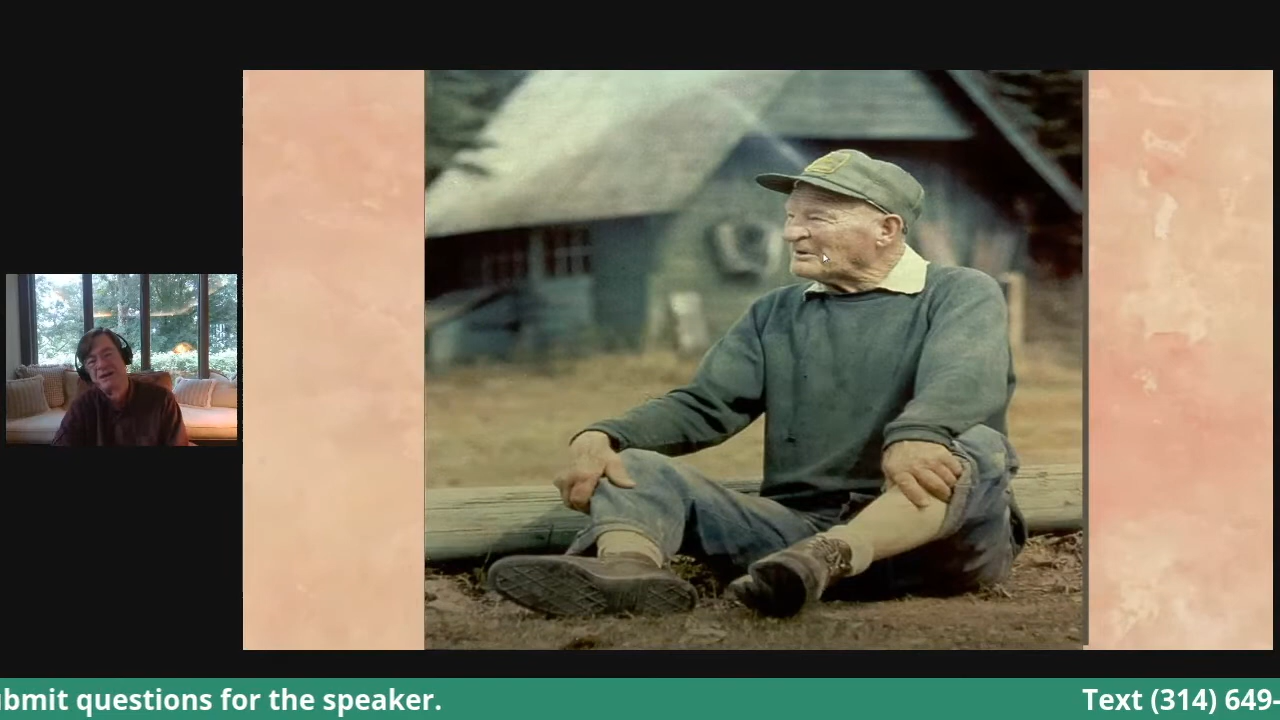 ubmit questions for the speaker.
Text (314) 649-